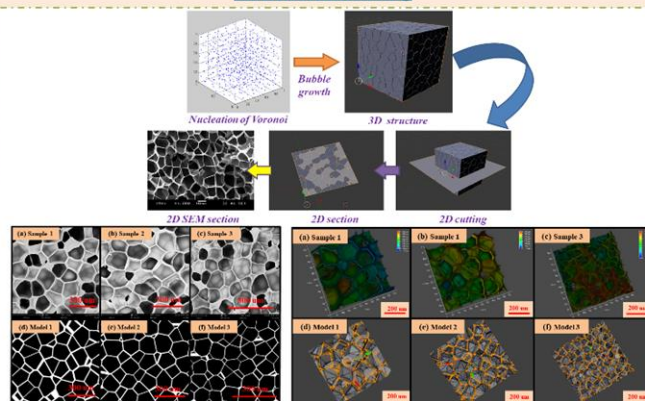 Bubble
growth
Nucleation of Voronoi
3D structure
2D SEM section
2D section
2D cutting
(a) Sample 1
(b) Sample 2
(c) Sample 3
(d) Model 1
(e) Model 2
(f) Model 3
(a) Sample 1
(b) Sample 1
(c) Sample 3
200 nm
200 nm
200 nm
(d) Model 1
(e) Model 2
(f) Model 3
200 nm
200 nm
200 nm